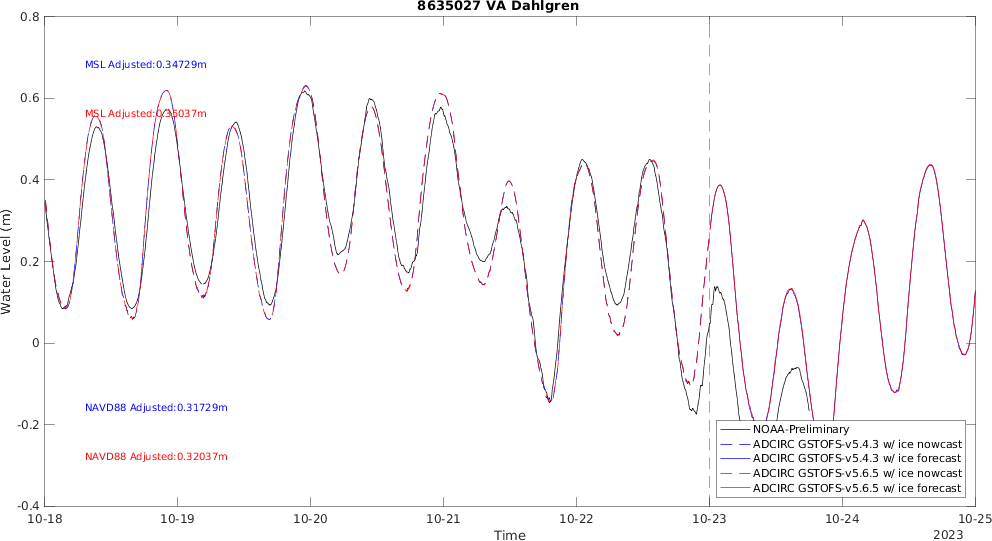 8635027 VA Dahlgren
0.8
0.6
0.4
0.2
0
-0.2
-0.4
Water Level (m)
MSL Adjusted:0.34729m
MSL Adjusted:0.35037m
NAVD88 Adjusted:0.31729m
NAVD88 Adjusted:0.32037m
NOAA-Preliminary
ADCIRC GSTOFS-v5.4.3 w/ ice nowcast
ADCIRC GSTOFS-v5.4.3 w/ ice forecast
ADCIRC GSTOFS-v5.6.5 w/ ice nowcast
ADCIRC GSTOFS-v5.6.5 w/ ice forecast
10-18 10-19 10-20 10-21 10-22 10-23 10-24 10-25
Time
2023